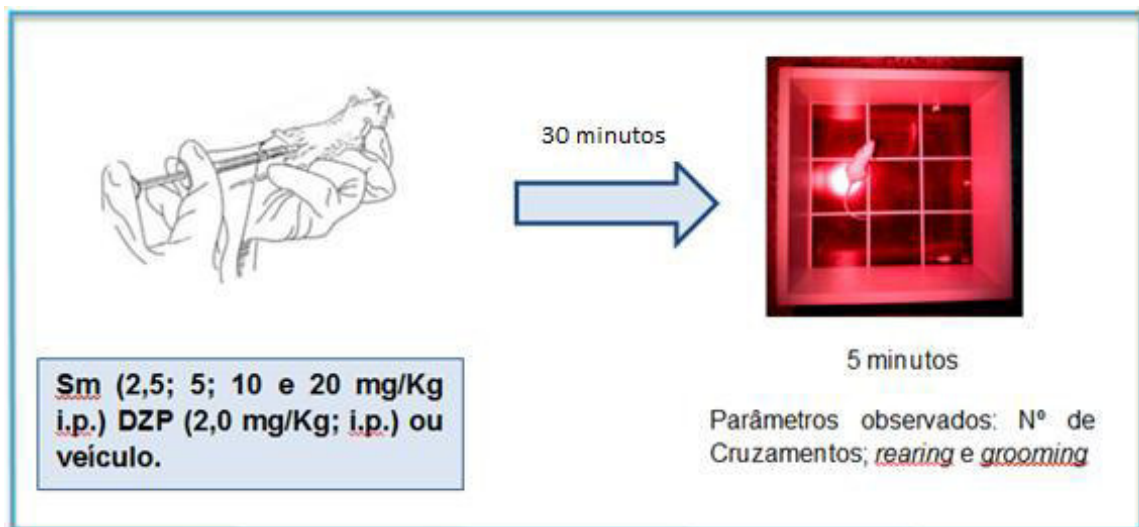 30 minutos
Sm (2,5; 5; 10 e 20 mg/Kg
i.p.) DZP (2,0 mg/Kg; i.p.) ou
veículo.
5 minutos
Parâmetros observados: Nº de
Cruzamentos; rearing e grooming